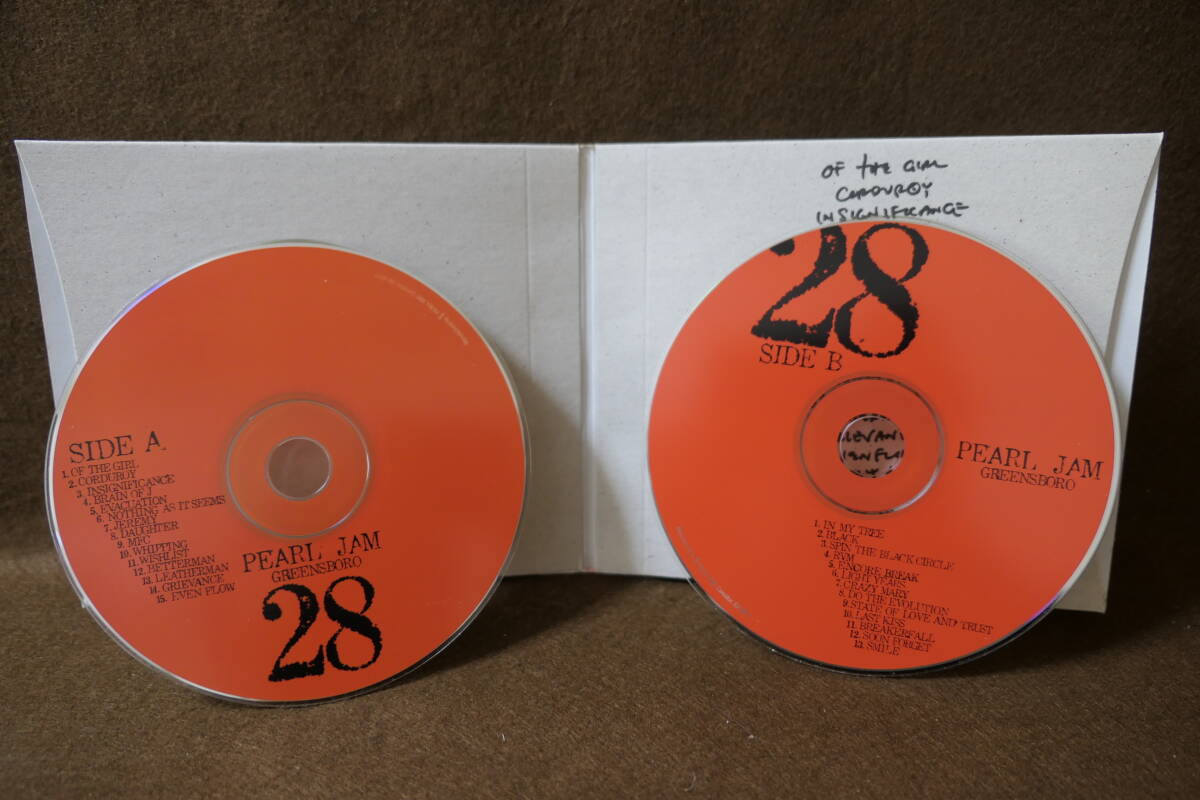 OF THE GIRL
CORDUROY
INSIGNIFICANCE
SIDE A
1. OF THE GIRL
2. CORDUROY
3. INSIGNIFICANCE
4. BRAIN OF J
5. EVACUATION
6. NOTHING AS IT SEEMS
7. JEREMY
8. DAUGHTER
9. MFC
10. WHIPPING
11. WISHLIST
12. BETTERMAN
13. LEATHERMAN
14. GRIEVANCE
15. EVEN FLOW
PEARL JAM
GREENSBORO
28
28
SIDE B
EVAN
PEARL JAM
GREENSBORO
1. IN MY TREE
2. BLACK
3. SPIN THE BLACK CIRCLE
4. RVM
5. ENCORE BREAK
6. LIGHT YEARS
7. CRAZY MARY
8. DO THE EVOLUTION
9. STATE OF LOVE AND TRUST
10. LAST KISS
11. BREAKERFALL
12. SOON FORGET
13. SMILE